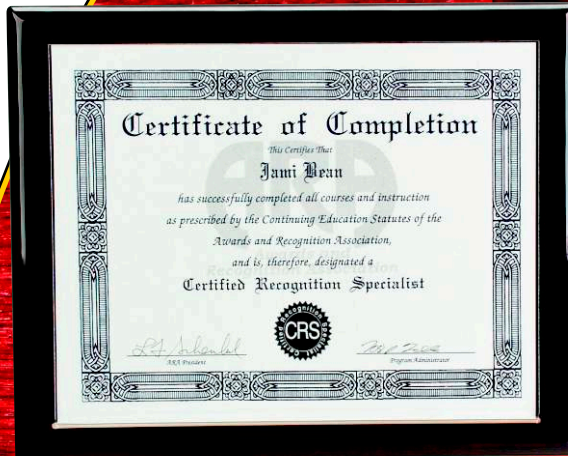 Certificate of Completion
This Certifies That
Jami Bean
has successfully completed all courses and instruction
as prescribed by the Continuing Education Statutes of the
Awards and Recognition Association,
and is, therefore, designated a
Certified Recognition Specialist
CRS
ARA President
Program Administrator